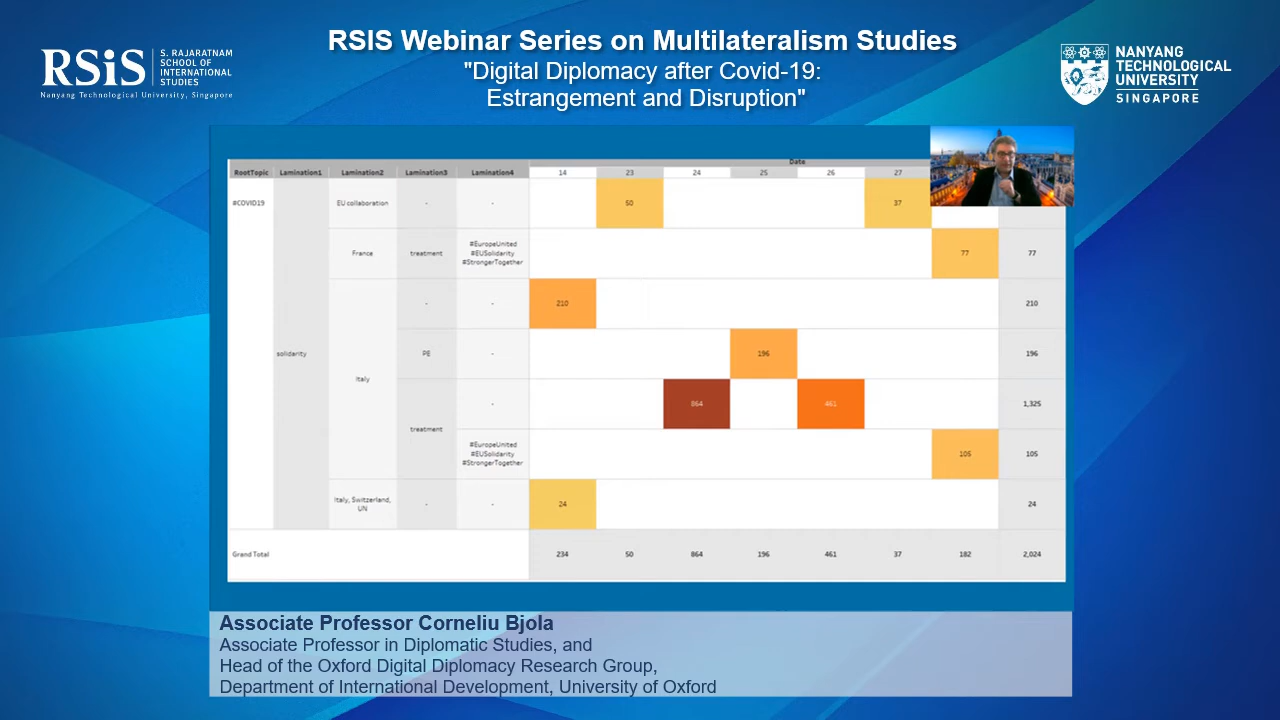 RSiS
S. RAJARATNAM
SCHOOL OF
INTERNATIONAL
STUDIES
Nanyang Technological University, Singapore
RSIS Webinar Series on Multilateralism Studies
"Digital Diplomacy after Covid-19:
Estrangement and Disruption"
NANYANG
TECHNOLOGICAL
UNIVERSITY
SINGAPORE
Date
RootTopic Lamination1 Lamination2 Lamination3 Lamination4 14 23 24 25 26 27
#COVID19 EU collaboration - - 50 37
France treatment #EuropeUnited #EUSolidarity #StrongerTogether 77 77
- - 210 210
solidarity PE - 196 196
Italy
- 864 461 1,325
treatment
#EuropeUnited #EUSolidarity #StrongerTogether 105 105
Italy, Switzerland, UN - - 24 24
Grand Total 234 50 864 196 461 37 182 2,024
Associate Professor Corneliu Bjola
Associate Professor in Diplomatic Studies, and
Head of the Oxford Digital Diplomacy Research Group,
Department of International Development, University of Oxford